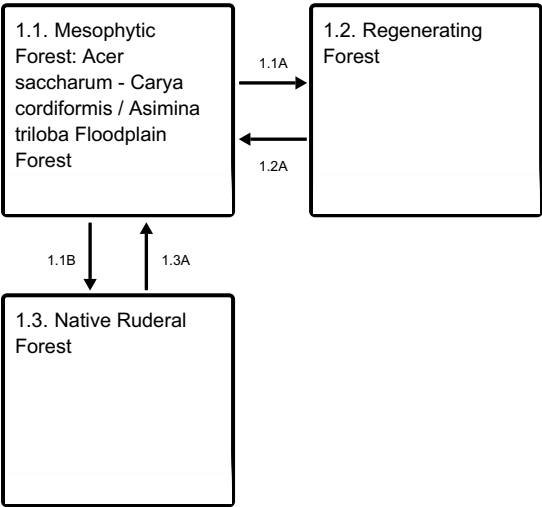 1.1. Mesophytic
Forest: Acer
saccharum - Carya
cordiformis / Asimina
triloba Floodplain
Forest
1.1A
1.2. Regenerating
Forest
1.2A
1.1B
1.3A
1.3. Native Ruderal
Forest